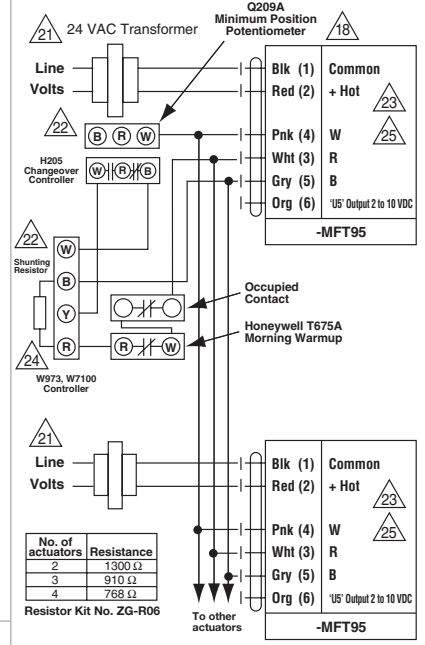 Q209A
Minimum Position
Potentiometer
21
24 VAC Transformer
18
Line
Volts
Blk (1) Common
Red (2) + Hot
23
22
B R W
Pnk (4) W
25
Wht (3) R
Gry (5) B
Org (6) 'U5' Output 2 to 10 VDC
-MFT95
H205
Changeover
Controller
W R B
22
Shunting
Resistor
W
B
Y
R
24
W973, W7100
Controller
Occupied
Contact
Honeywell T675A
Morning Warmup
R W
21
Line
Volts
Blk (1) Common
Red (2) + Hot
23
Pnk (4) W
25
Wht (3) R
Gry (5) B
Org (6) 'U5' Output 2 to 10 VDC
-MFT95
No. of
actuators Resistance
2 1300 Ω
3 910 Ω
4 768 Ω
Resistor Kit No. ZG-R06
To other
actuators